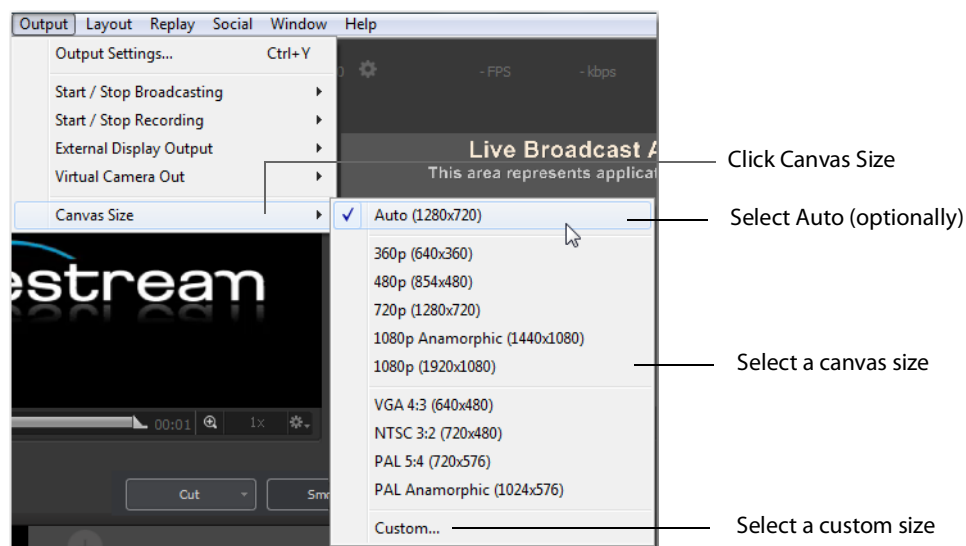 Output Layout Replay Social Window Help
Output Settings... Ctrl+Y
- FPS - kbps
Start / Stop Broadcasting
Start / Stop Recording
External Display Output
Live Broadcast
Click Canvas Size
Virtual Camera Out
This area represents
Canvas Size
Auto (1280x720)
Select Auto (optionally)
360p (640x360)
480p (854x480)
720p (1280x720)
1080p Anamorphic (1440x1080)
1080p (1920x1080)
Select a canvas size
estream
VGA 4:3 (640x480)
00:01 1x
NTSC 3:2 (720x480)
PAL 5:4 (720x576)
PAL Anamorphic (1024x576)
Cut
Custom...
Select a custom size